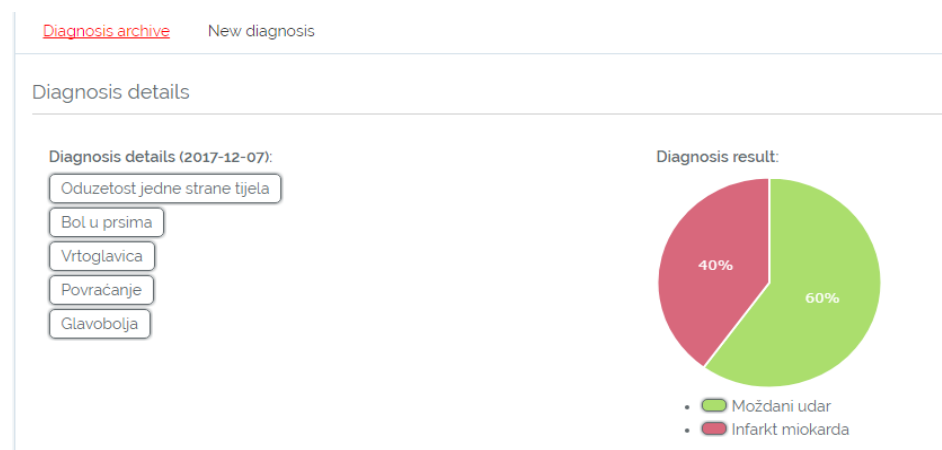 Diagnosis archive New diagnosis
Diagnosis details
Diagnosis details (2017-12-07):
Oduzetost jedne strane tijela
Bol u prsima
Vrtoglavica
Povraćanje
Glavobolja
Diagnosis result:
40%
60%
Moždani udar
Infarkt miokarda